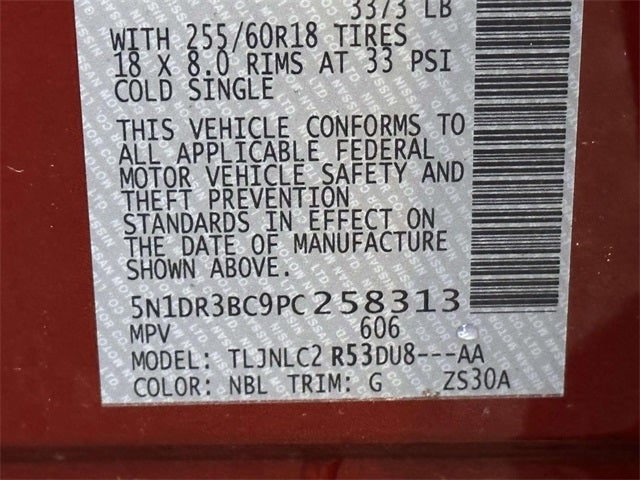 3373 LB
WITH 255/60R18 TIRES
18 X 8.0 RIMS AT 33 PSI
COLD SINGLE
THIS VEHICLE CONFORMS TO
ALL APPLICABLE FEDERAL
MOTOR VEHICLE SAFETY AND
THEFT PREVENTION
STANDARDS IN EFFECT ON
THE DATE OF MANUFACTURE
SHOWN ABOVE.
5N1DR3BC9PC258313
MPV 606
MODEL: TLJNLC2 R53DU8---AA
COLOR: NBL TRIM: G ZS30A